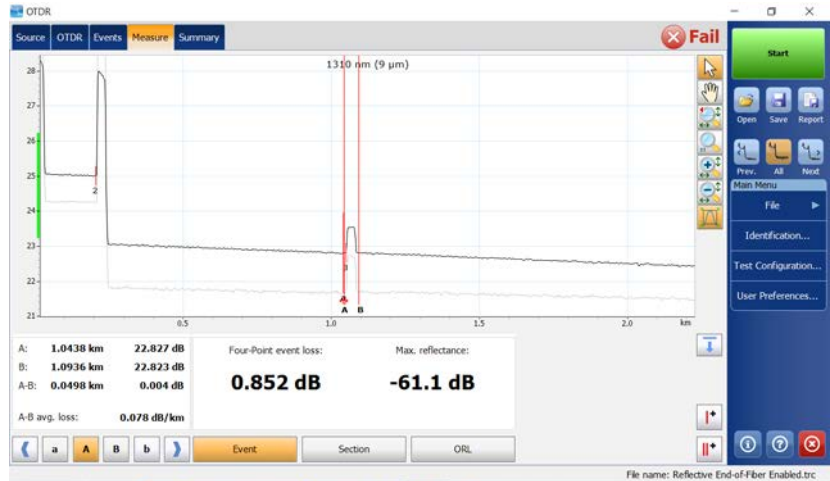 OTDR
Source OTDR Events Measure Summary
Fail
1310 nm (9 µm)
28
27
26
25
24
23
22
21
2
3
A B
0.5 1.0 1.5 2.0 km
A: 1.0438 km 22.827 dB
B: 1.0936 km 22.823 dB
A-B: 0.0498 km 0.004 dB
A-B avg. loss: 0.078 dB/km
Four-Point event loss: Max. reflectance:
0.852 dB -61.1 dB
a A B b Event Section ORL
Start
Open Save Report
Prev. All Next
Main Menu
File
Identification...
Test Configuration...
User Preferences...
File name: Reflective End-of-Fiber Enabled.trc